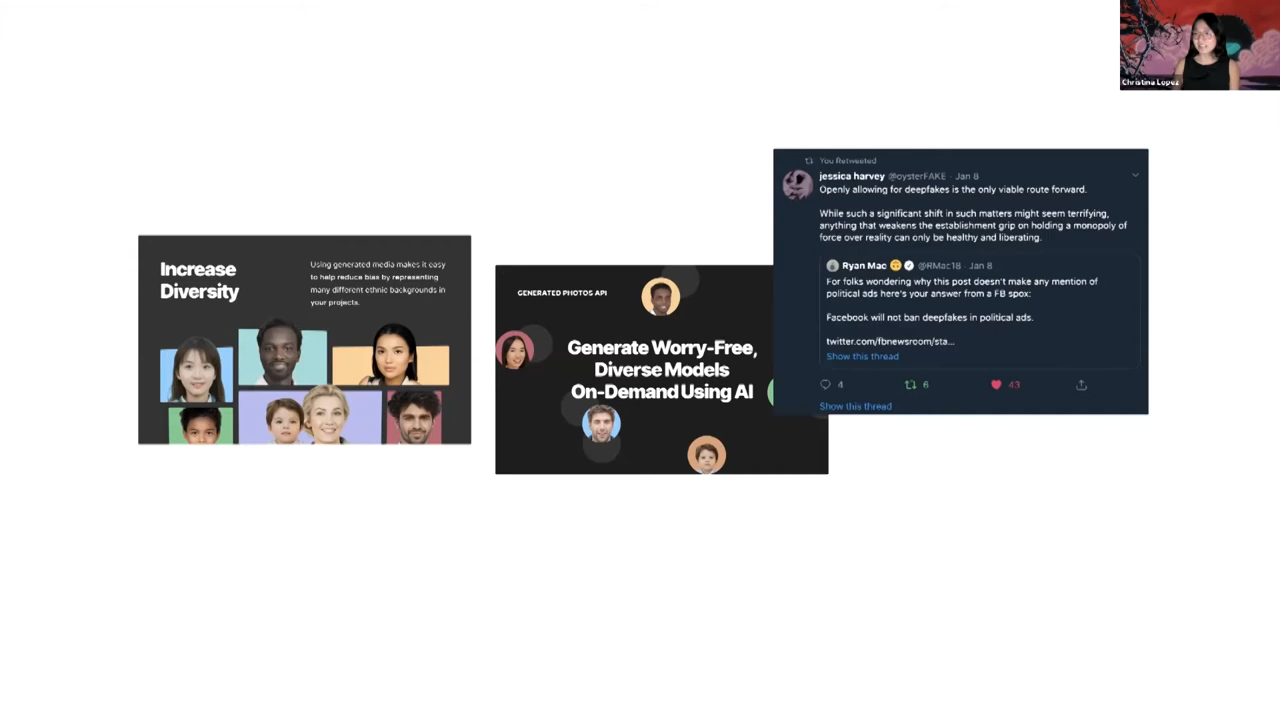 Christina Lopez
Increase
Diversity
Using generated media makes it easy
to help reduce bias by representing
many different ethnic backgrounds in
your projects.
GENERATED PHOTOS API
Generate Worry-Free,
Diverse Models
On-Demand Using AI
You Retweeted
jessica harvey @oysterFAKE · Jan 8
Openly allowing for deepfakes is the only viable route forward.
While such a significant shift in such matters might seem terrifying,
anything that weakens the establishment grip on holding a monopoly of
force over reality can only be healthy and liberating.
Ryan Mac 🙃 @RMac18 · Jan 8
For folks wondering why this post doesn't make any mention of
political ads here's your answer from a FB spox:
Facebook will not ban deepfakes in political ads.
twitter.com/fbnewsroom/sta...
Show this thread
4 6 43
Show this thread